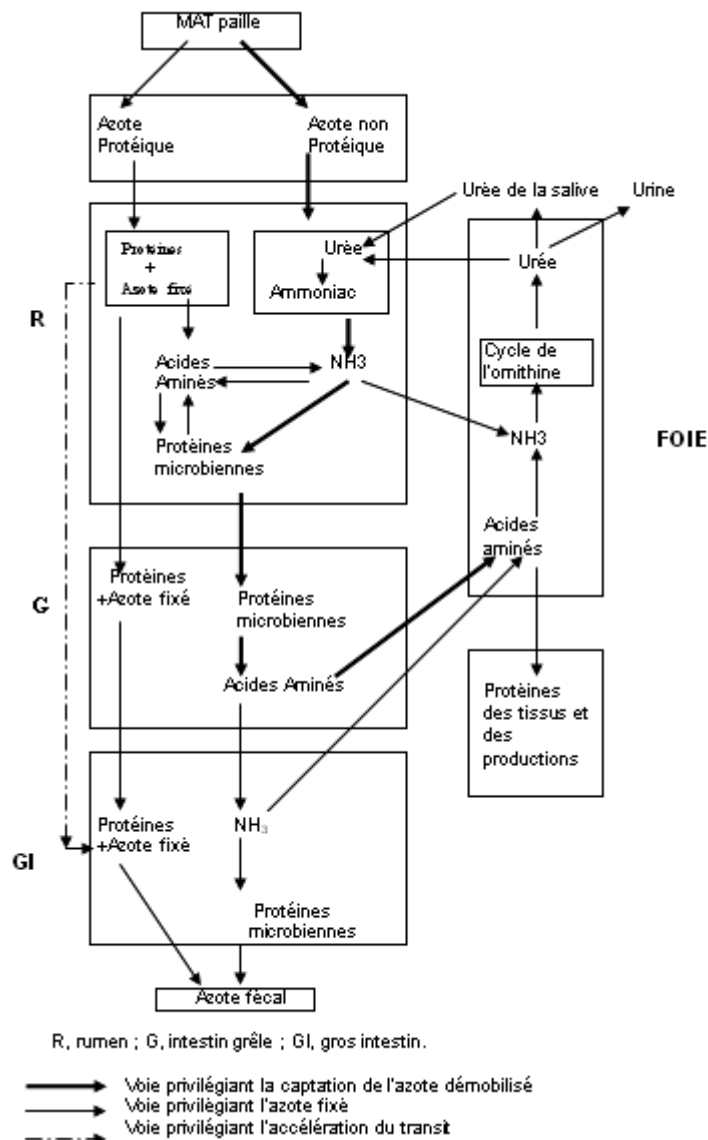 MAT paille
Azote
Protéique
Azote non
Protéique
Urée de la salive
Urine
R
Protéines
+
Azote fixé
Urée
Ammoniac
Urée
Acides
Aminés
NH3
Cycle de
l'ornithine
Protéines
microbiennes
NH3
FOIE
Acides
aminés
G
Protéines
+Azote fixé
Protéines
microbiennes
Acides Aminés
Protéines
des tissus et
des
productions
GI
Protéines
+Azote fixé
NH3
Protéines
microbiennes
Azote fécal
R, rumen ; G, intestin grêle ; GI, gros intestin.
Voie privilégiant la captation de l'azote démobilisé
Voie privilégiant l'azote fixé
Voie privilégiant l'accélération du transit